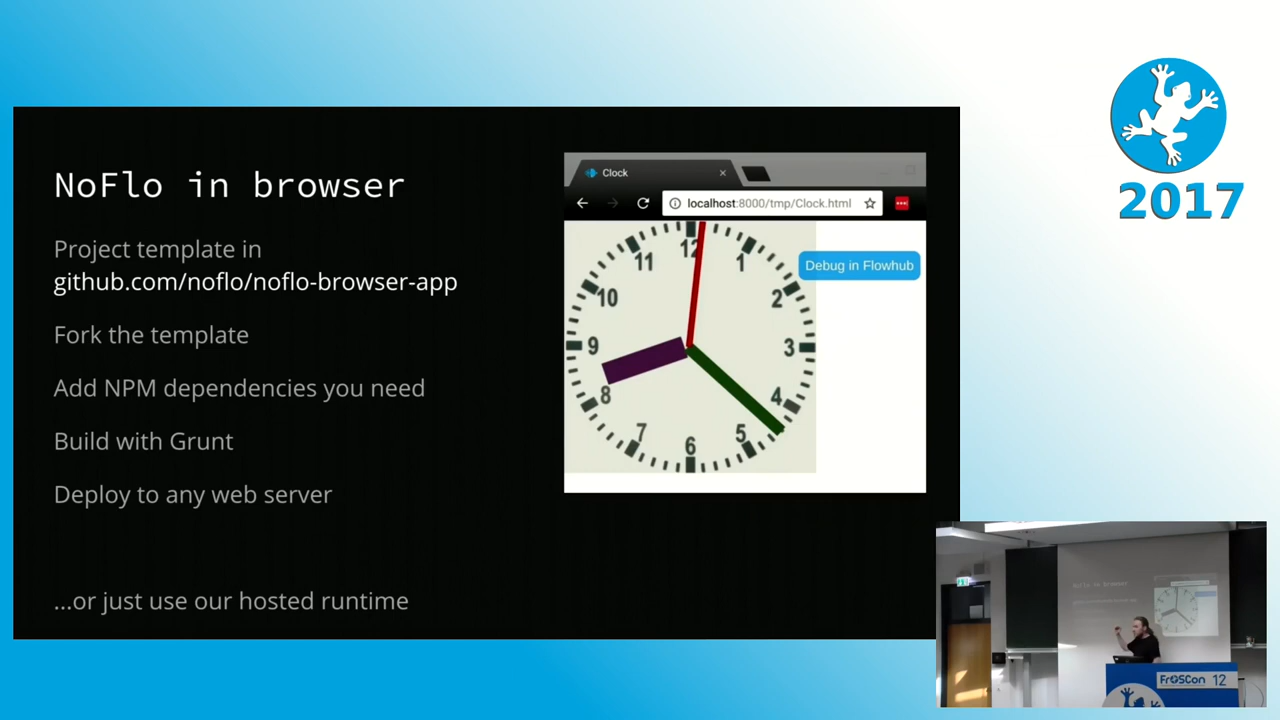 NoFlo in browser
Project template in
github.com/noflo/noflo-browser-app
Fork the template
Add NPM dependencies you need
Build with Grunt
Deploy to any web server
...or just use our hosted runtime
Clock
localhost:8000/tmp/Clock.html
Debug in Flowhub
12
1
2
3
4
5
6
7
8
9
10
11
2017
NoFlo in browser
FrOSCon 12